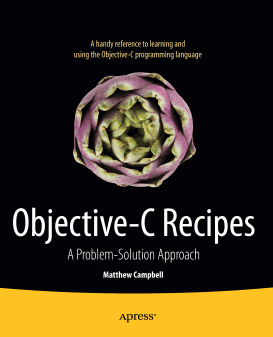 A handy reference to learning and
using the Objective-C programming language
Objective-C Recipes
A Problem-Solution Approach
Matthew Campbell
Apress®